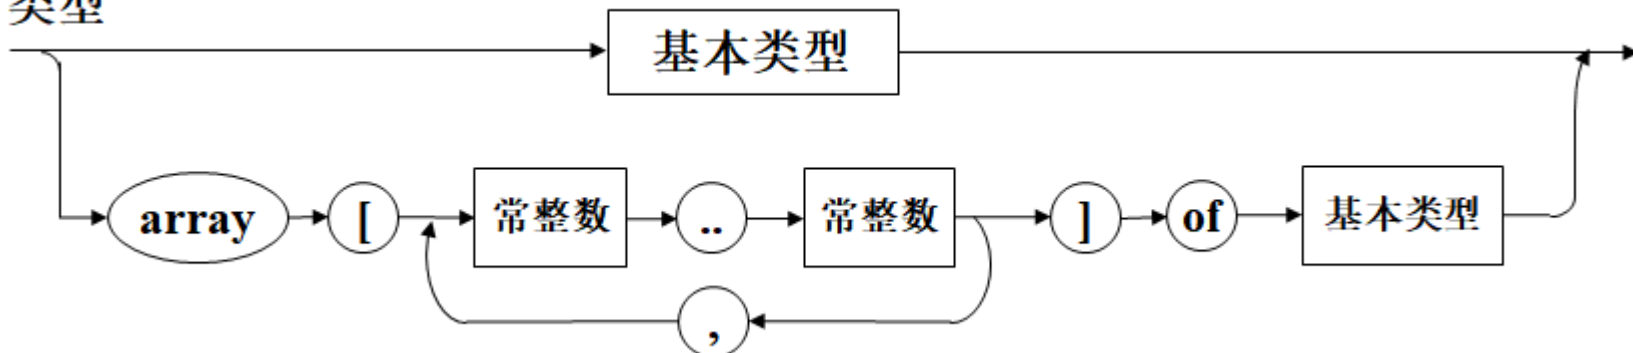 类型
基本类型
array [ 常整数 .. 常整数 ] of 基本类型
,